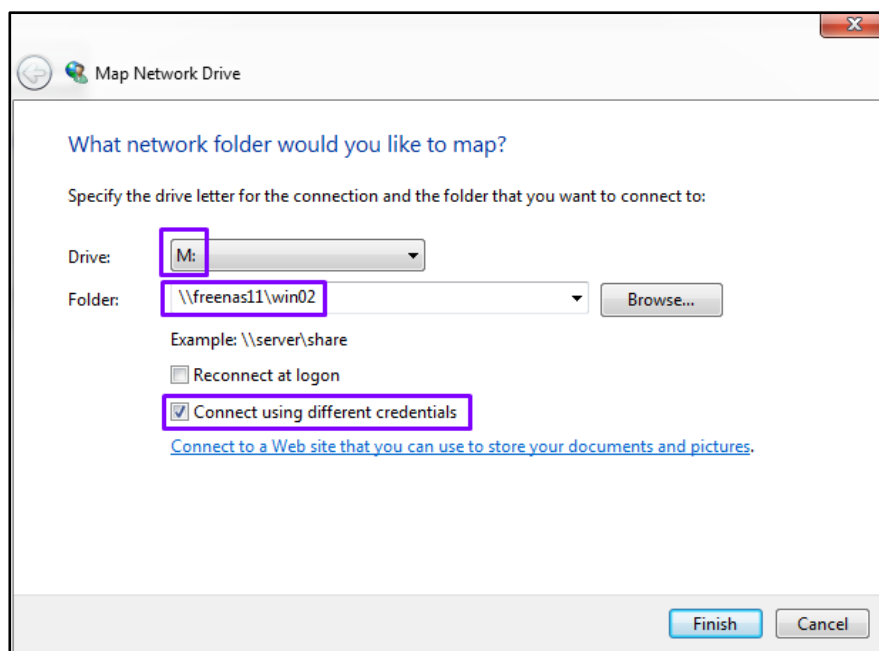 Map Network Drive
What network folder would you like to map?
Specify the drive letter for the connection and the folder that you want to connect to:
Drive: M:
Folder: \\freenas11\win02 Browse...
Example: \\server\share
Reconnect at logon
Connect using different credentials
Connect to a Web site that you can use to store your documents and pictures.
Finish Cancel